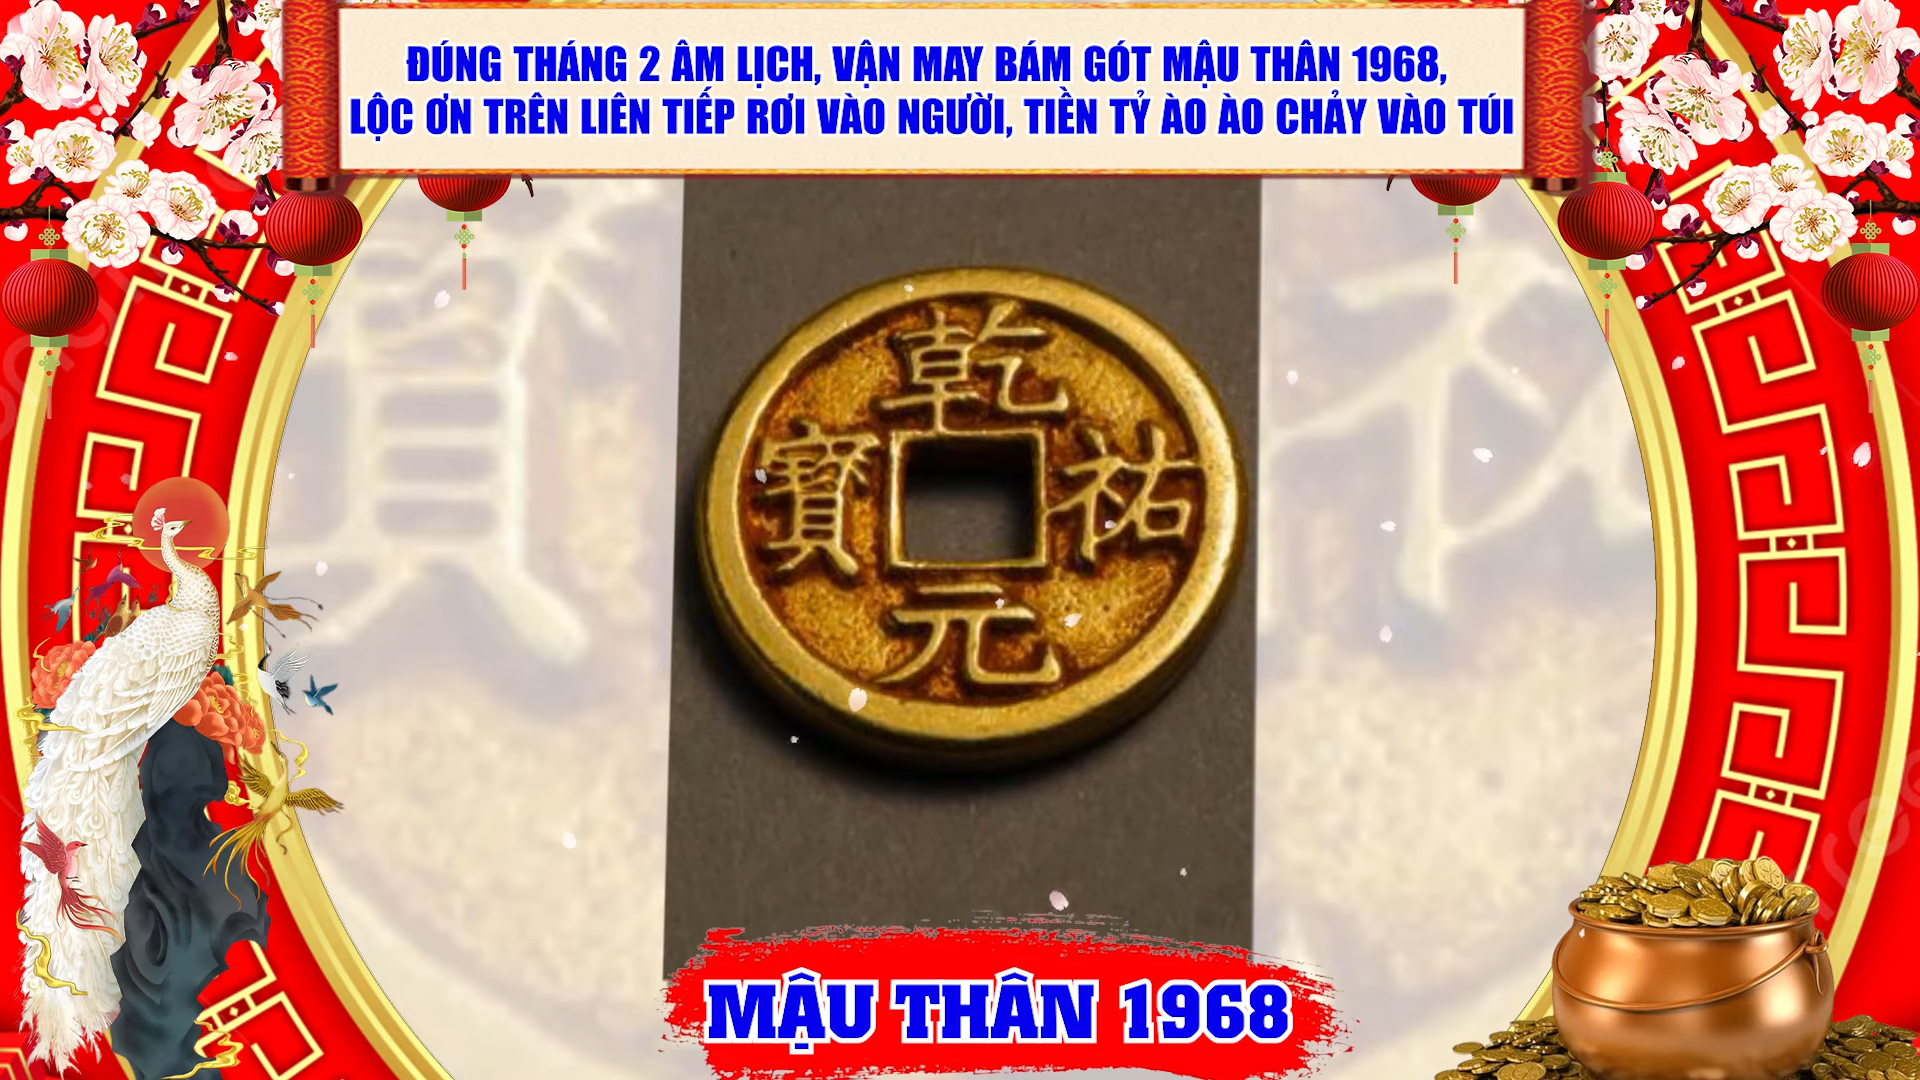 ĐÚNG THÁNG 2 ÂM LỊCH, VẬN MAY BÁM GÓT MẬU THÂN 1968,
LỘC ƠN TRÊN LIÊN TIẾP RƠI VÀO NGƯỜI, TIỀN TỶ ÀO ÀO CHẢY VÀO TÚI
乾
寶 祐
元
MẬU THÂN 1968